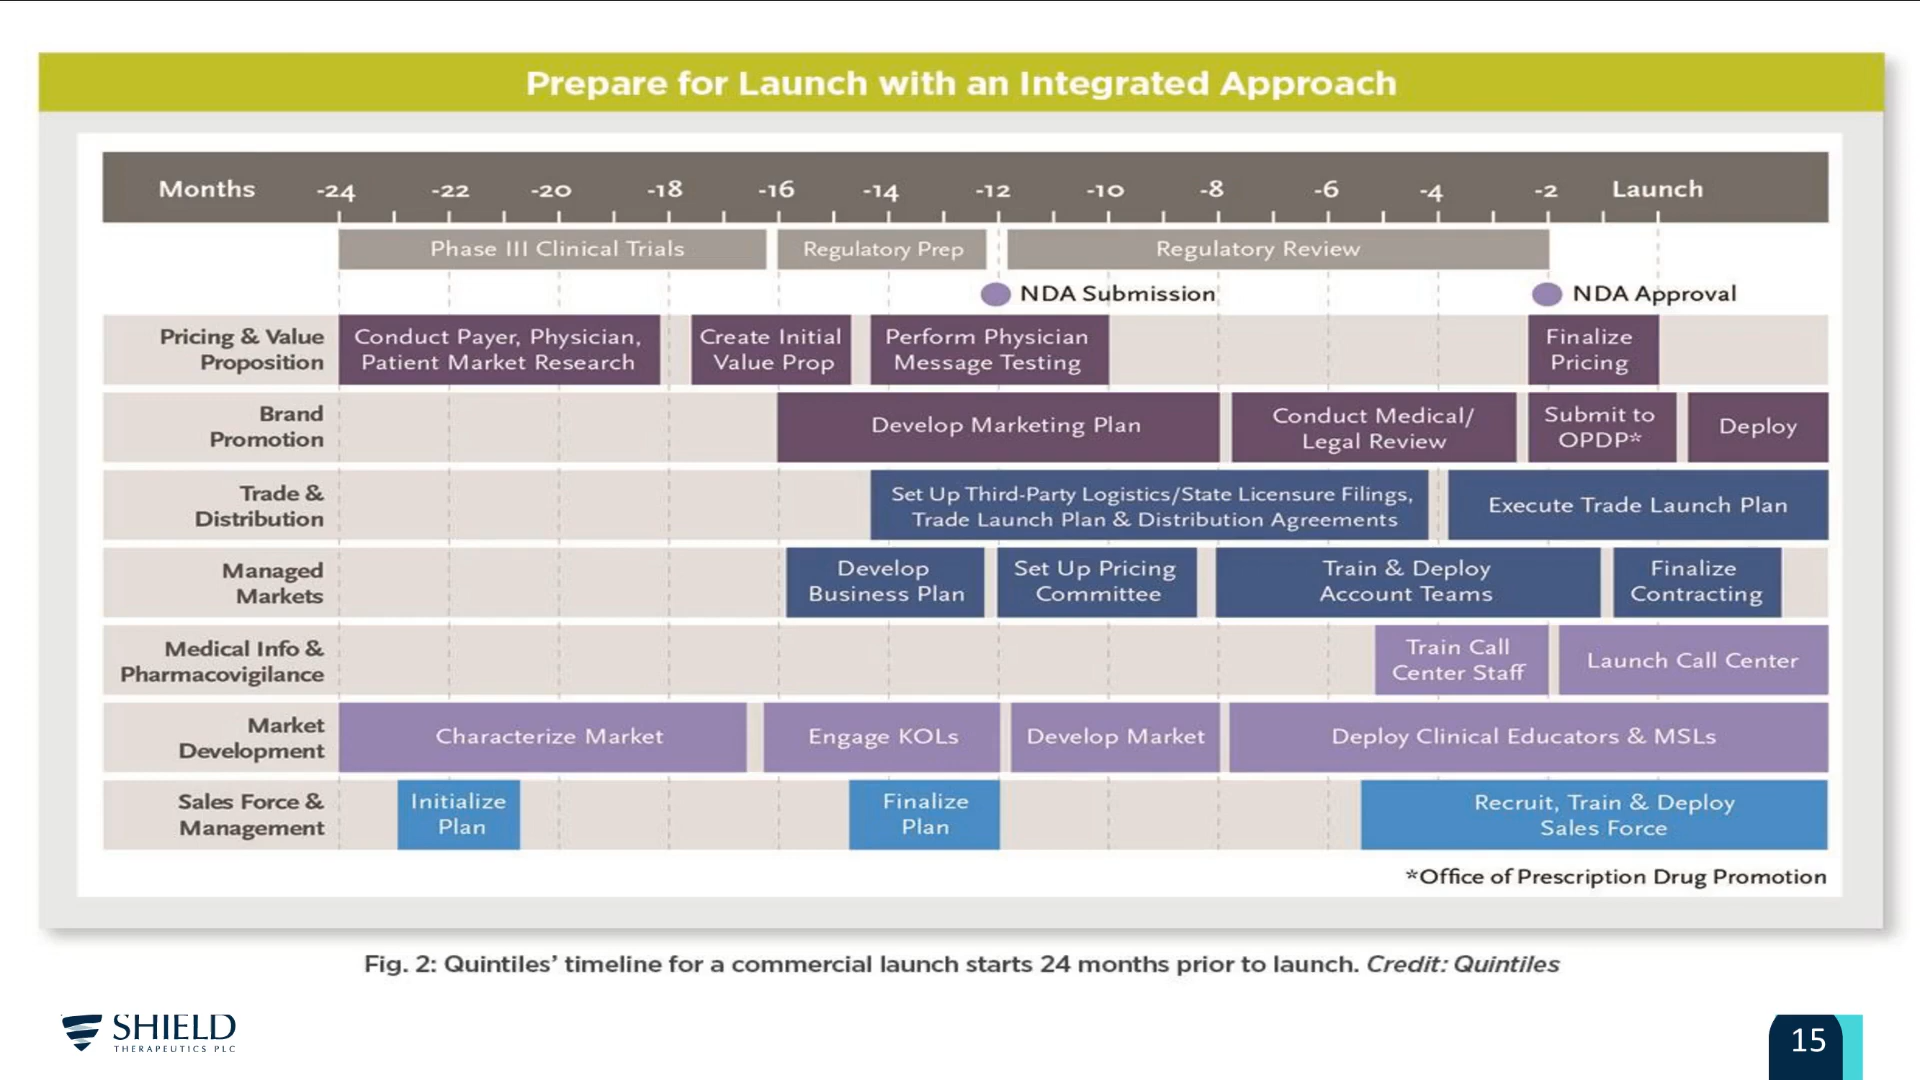 Prepare for Launch with an Integrated Approach
Months -24 -22 -20 -18 -16 -14 -12 -10 -8 -6 -4 -2 Launch
Phase III Clinical Trials
Regulatory Prep
Regulatory Review
NDA Submission
NDA Approval
Pricing & Value
Proposition
Conduct Payer, Physician,
Patient Market Research
Create Initial
Value Prop
Perform Physician
Message Testing
Finalize
Pricing
Brand
Promotion
Develop Marketing Plan
Conduct Medical/
Legal Review
Submit to
OPDP*
Deploy
Trade &
Distribution
Set Up Third-Party Logistics/State Licensure Filings,
Trade Launch Plan & Distribution Agreements
Execute Trade Launch Plan
Managed
Markets
Develop
Business Plan
Set Up Pricing
Committee
Train & Deploy
Account Teams
Finalize
Contracting
Medical Info &
Pharmacovigilance
Train Call
Center Staff
Launch Call Center
Market
Development
Characterize Market
Engage KOLs
Develop Market
Deploy Clinical Educators & MSLs
Sales Force &
Management
Initialize
Plan
Finalize
Plan
Recruit, Train & Deploy
Sales Force
*Office of Prescription Drug Promotion
Fig. 2: Quintiles’ timeline for a commercial launch starts 24 months prior to launch. Credit: Quintiles
SHIELD
THERAPEUTICS PLC
15